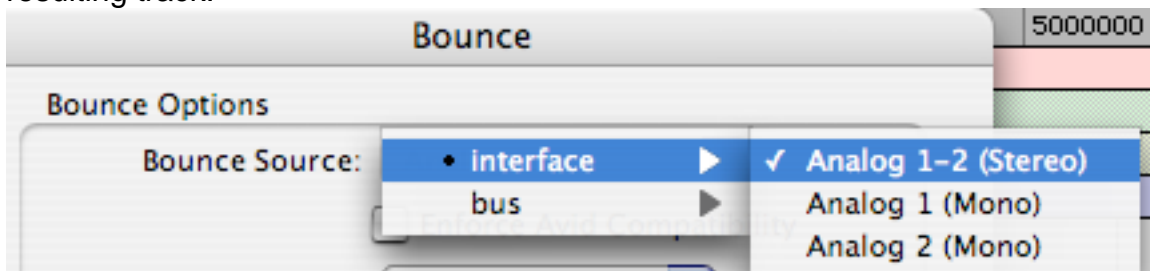 resulting track.
Bounce
5000000
Bounce Options
Bounce Source:
• interface
✓ Analog 1-2 (Stereo)
bus
Analog 1 (Mono)
Enforce Avid Compatibility
Analog 2 (Mono)